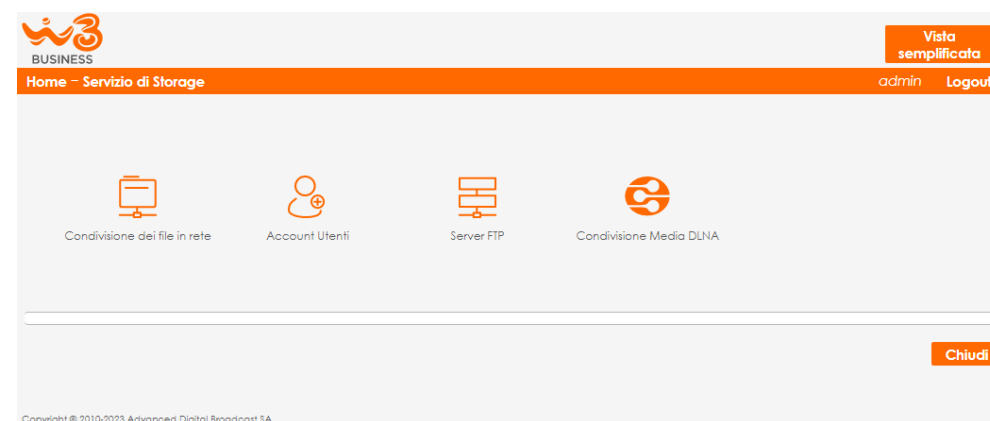 W3
BUSINESS
Vista
semplificata
Home - Servizio di Storage
admin Logout
Condivisione dei file in rete
Account Utenti
Server FTP
Condivisione Media DLNA
Chiudi
Copyright © 2010-2023 Advanced Digital Broadcast SA